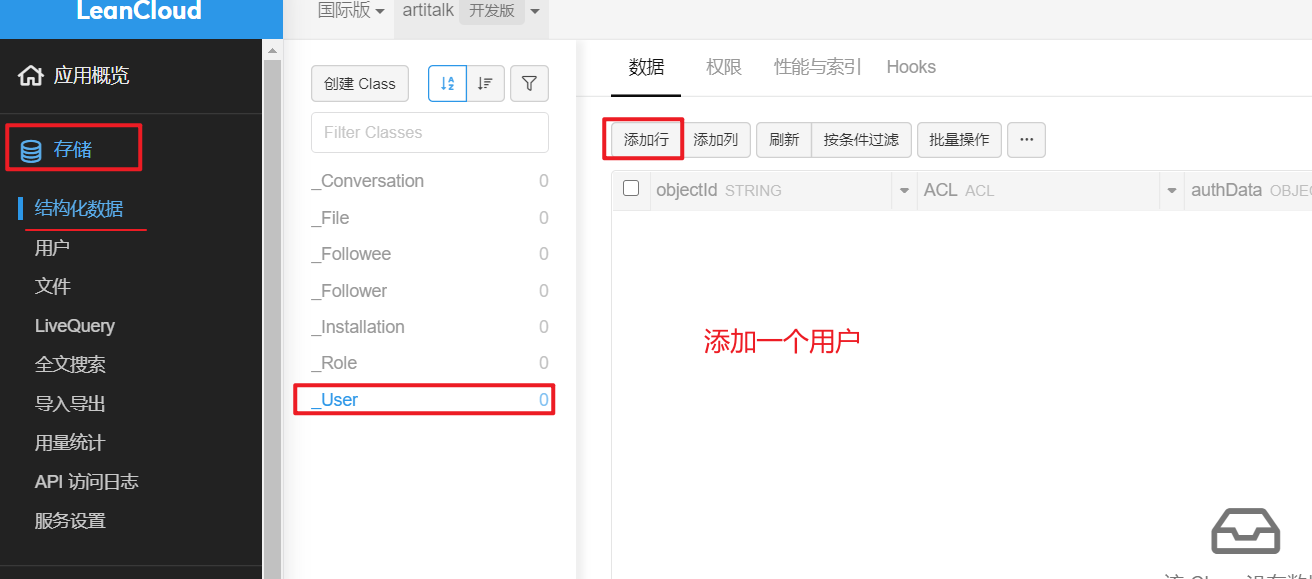 LeanCloud
国际版 artitalk 开发版
应用概览
存储
结构化数据
用户
文件
LiveQuery
全文搜索
导入导出
用量统计
API 访问日志
服务设置
创建 Class
Filter Classes
_Conversation 0
_File 0
_Followee 0
_Follower 0
_Installation 0
_Role 0
_User 0
数据 权限 性能与索引 Hooks
添加行 添加列 刷新 按条件过滤 批量操作 ···
objectId STRING ACL ACL authData OBJEC
添加一个用户